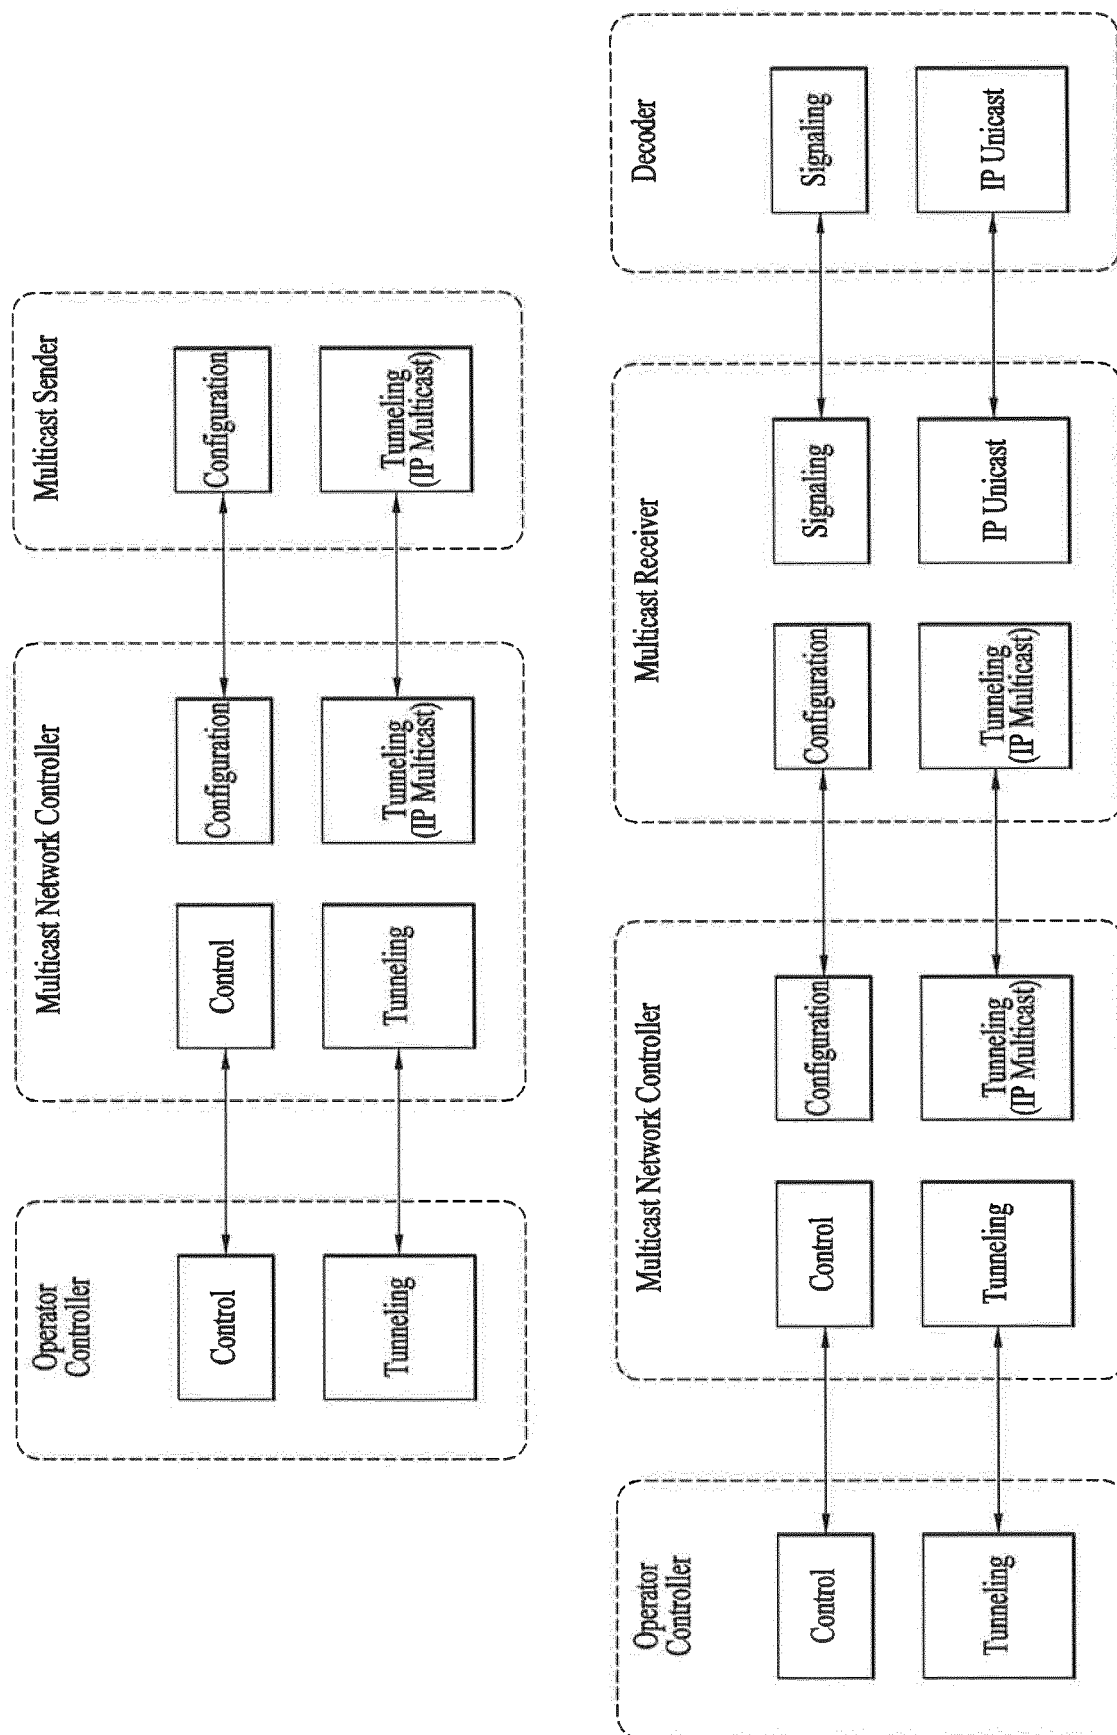 Operator
Controller
Control
Tunneling
Multicast Network Controller
Control
Tunneling
Configuration
Tunneling
(IP Multicast)
Multicast Sender
Configuration
Tunneling
(IP Multicast)
Operator
Controller
Control
Tunneling
Multicast Network Controller
Control
Tunneling
Configuration
Tunneling
(IP Multicast)
Multicast Receiver
Configuration
Tunneling
(IP Multicast)
Signaling
IP Unicast
Decoder
Signaling
IP Unicast